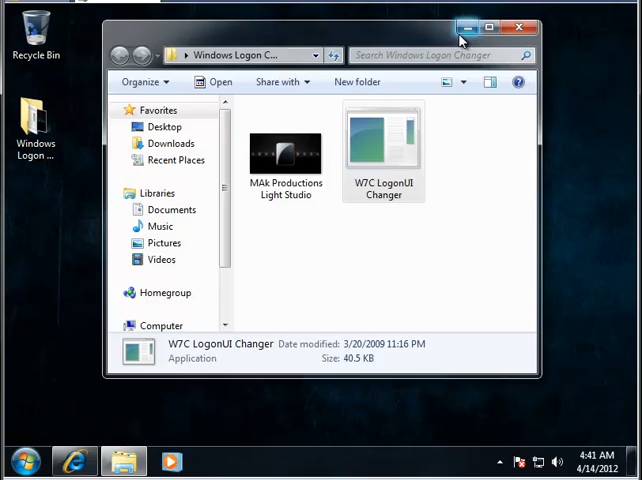 Recycle Bin
Windows
Logon ...
Windows Logon C...
Search Windows Logon Changer
Organize
Open
Share with
New folder
Favorites
Desktop
Downloads
Recent Places
Libraries
Documents
Music
Pictures
Videos
Homegroup
Computer
MAk Productions
Light Studio
W7C LogonUI
Changer
W7C LogonUI Changer Date modified: 3/20/2009 11:16 PM
Application Size: 40.5 KB
4:41 AM
4/14/2012